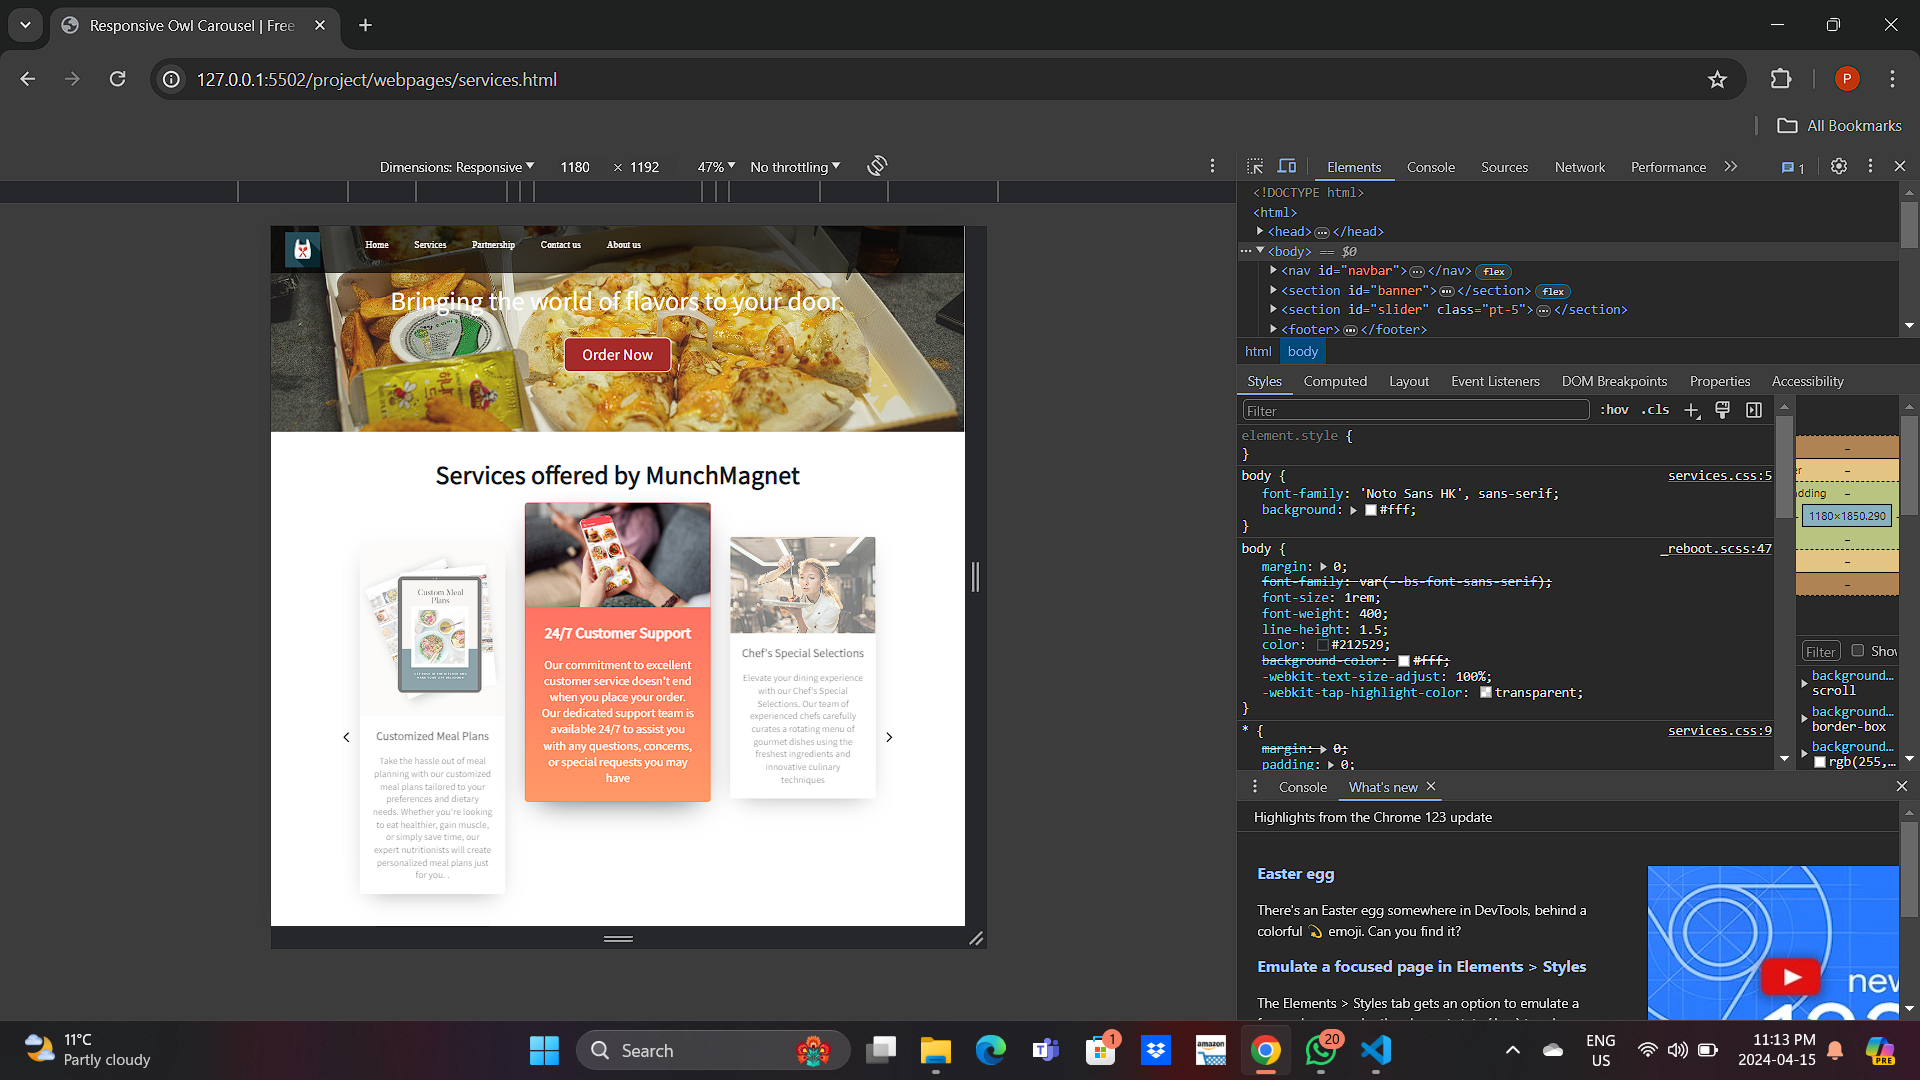 Responsive Owl Carousel | Free
127.0.0.1:5502/project/webpages/services.html
P
All Bookmarks
Dimensions: Responsive 1180 × 1192 47% No throttling
Elements Console Sources Network Performance 1
<!DOCTYPE html>
<html>
<head> ⋯ </head>
⋯ <body> == $0
<nav id="navbar"> ⋯ </nav> flex
<section id="banner"> ⋯ </section> flex
<section id="slider" class="pt-5"> ⋯ </section>
<footer> ⋯ </footer>
html body
Styles Computed Layout Event Listeners DOM Breakpoints Properties Accessibility
Filter :hov .cls
element.style {
}
body { services.css:5
font-family: 'Noto Sans HK', sans-serif;
background: #fff;
}
body { _reboot.scss:47
margin: 0;
font-family: var(--bs-font-sans-serif);
font-size: 1rem;
font-weight: 400;
line-height: 1.5;
color: #212529;
background-color: #fff;
-webkit-text-size-adjust: 100%;
-webkit-tap-highlight-color: transparent;
}
* { services.css:9
margin: 0;
padding: 0;
–
er –
adding –
1180×1850.290
–
–
–
Filter Show
background…
scroll
background…
border-box
background…
rgb(255,…
Home Services Partnership Contact us About us
Bringing the world of flavors to your door.
Order Now
Services offered by MunchMagnet
Custom Meal
Plans
Customized Meal Plans
Take the hassle out of meal
planning with our customized
meal plans tailored to your
preferences and dietary
needs. Whether you're looking
to eat healthier, gain muscle,
or simply save time, our
expert nutritionists will create
personalized meal plans just
for you. .
24/7 Customer Support
Our commitment to excellent
customer service doesn't end
when you place your order.
Our dedicated support team is
available 24/7 to assist you
with any questions, concerns,
or special requests you may
have
Chef's Special Selections
Elevate your dining experience
with our Chef's Special
Selections. Our team of
experienced chefs carefully
curates a rotating menu of
gourmet dishes using the
freshest ingredients and
innovative culinary
techniques
Console What's new
Highlights from the Chrome 123 update
Easter egg
There's an Easter egg somewhere in DevTools, behind a
colorful 💫 emoji. Can you find it?
Emulate a focused page in Elements > Styles
The Elements > Styles tab gets an option to emulate a
new
11°C
Partly cloudy
Search
1
amazon
20
ENG
US
11:13 PM
2024-04-15
PRE